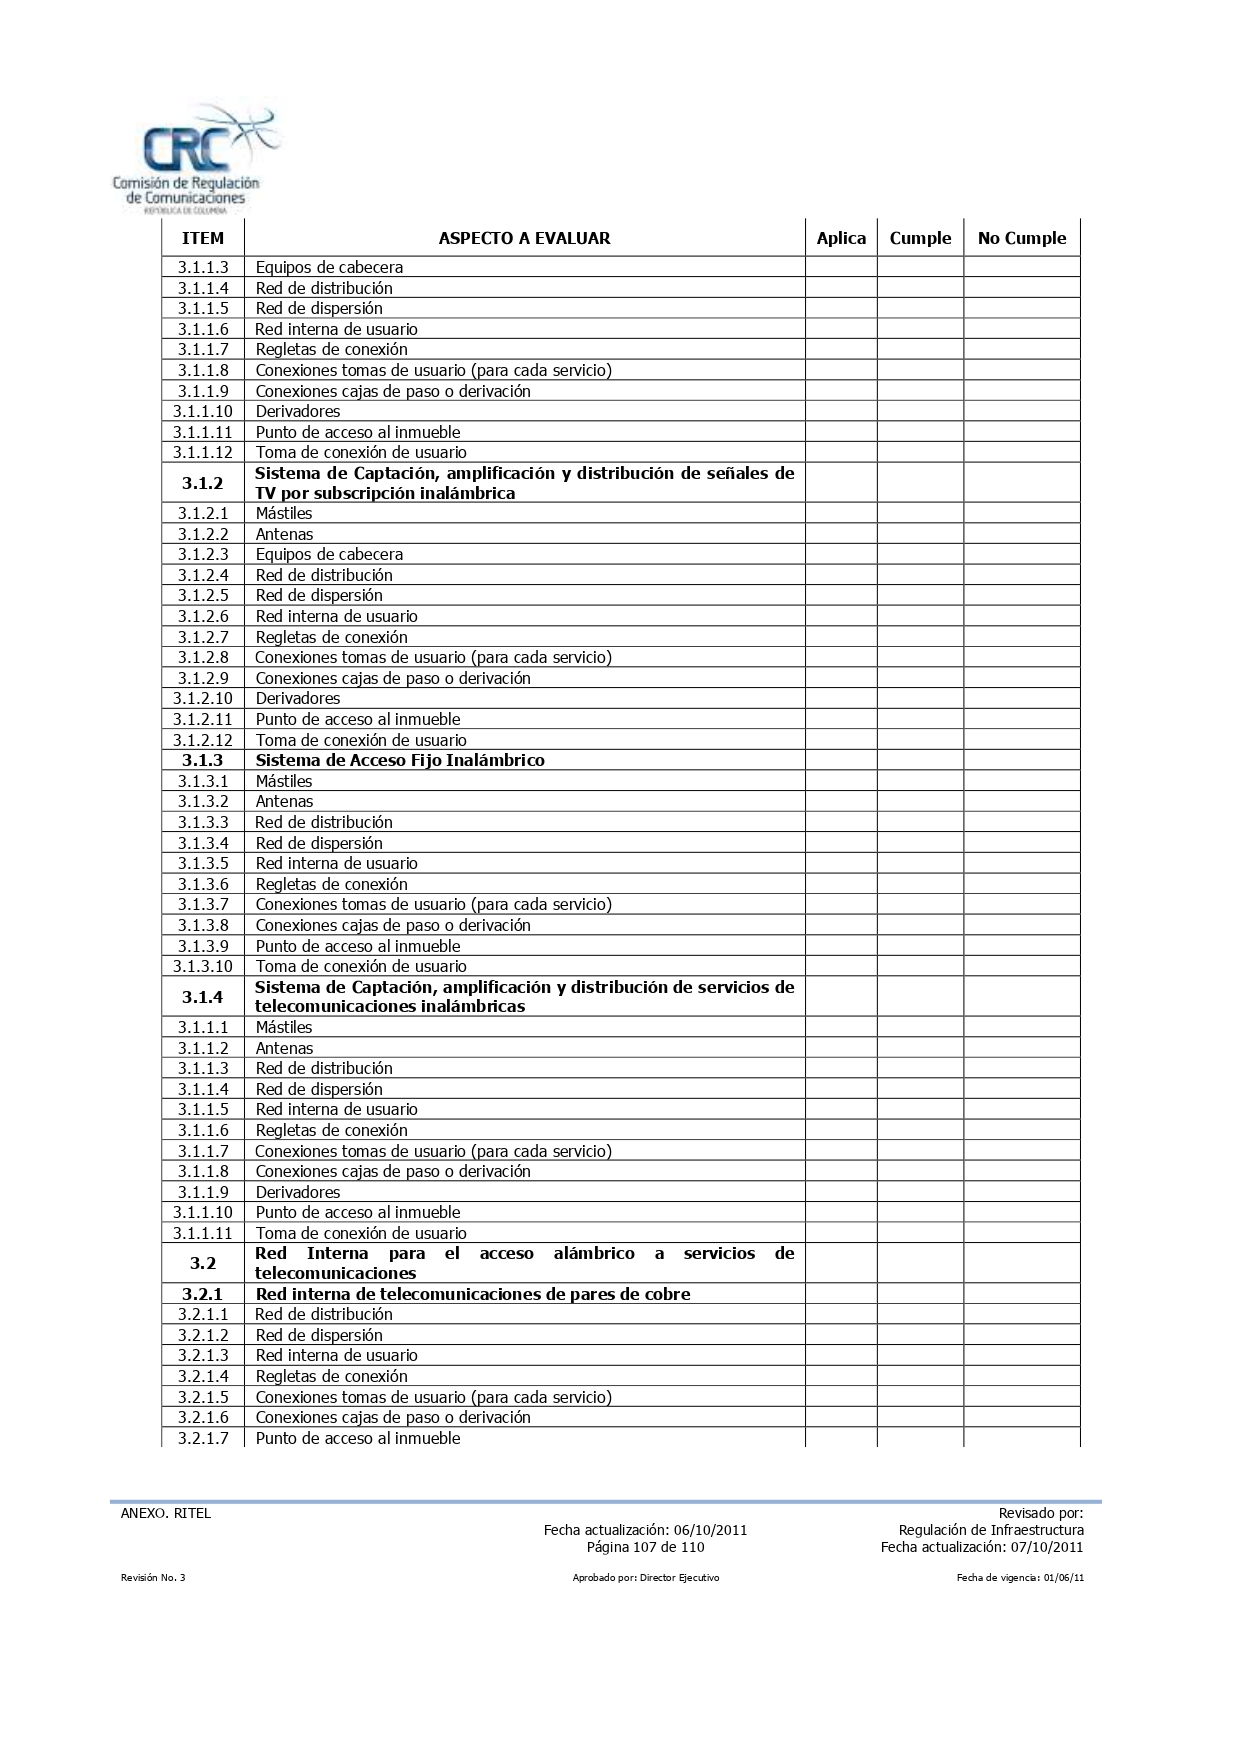 CRC
Comisión de Regulación
de Comunicaciones
REPÚBLICA DE COLOMBIA
ITEM ASPECTO A EVALUAR Aplica Cumple No Cumple
3.1.1.3 Equipos de cabecera
3.1.1.4 Red de distribución
3.1.1.5 Red de dispersión
3.1.1.6 Red interna de usuario
3.1.1.7 Regletas de conexión
3.1.1.8 Conexiones tomas de usuario (para cada servicio)
3.1.1.9 Conexiones cajas de paso o derivación
3.1.1.10 Derivadores
3.1.1.11 Punto de acceso al inmueble
3.1.1.12 Toma de conexión de usuario
3.1.2 Sistema de Captación, amplificación y distribución de señales de
TV por subscripción inalámbrica
3.1.2.1 Mástiles
3.1.2.2 Antenas
3.1.2.3 Equipos de cabecera
3.1.2.4 Red de distribución
3.1.2.5 Red de dispersión
3.1.2.6 Red interna de usuario
3.1.2.7 Regletas de conexión
3.1.2.8 Conexiones tomas de usuario (para cada servicio)
3.1.2.9 Conexiones cajas de paso o derivación
3.1.2.10 Derivadores
3.1.2.11 Punto de acceso al inmueble
3.1.2.12 Toma de conexión de usuario
3.1.3 Sistema de Acceso Fijo Inalámbrico
3.1.3.1 Mástiles
3.1.3.2 Antenas
3.1.3.3 Red de distribución
3.1.3.4 Red de dispersión
3.1.3.5 Red interna de usuario
3.1.3.6 Regletas de conexión
3.1.3.7 Conexiones tomas de usuario (para cada servicio)
3.1.3.8 Conexiones cajas de paso o derivación
3.1.3.9 Punto de acceso al inmueble
3.1.3.10 Toma de conexión de usuario
3.1.4 Sistema de Captación, amplificación y distribución de servicios de
telecomunicaciones inalámbricas
3.1.1.1 Mástiles
3.1.1.2 Antenas
3.1.1.3 Red de distribución
3.1.1.4 Red de dispersión
3.1.1.5 Red interna de usuario
3.1.1.6 Regletas de conexión
3.1.1.7 Conexiones tomas de usuario (para cada servicio)
3.1.1.8 Conexiones cajas de paso o derivación
3.1.1.9 Derivadores
3.1.1.10 Punto de acceso al inmueble
3.1.1.11 Toma de conexión de usuario
3.2 Red Interna para el acceso alámbrico a servicios de
telecomunicaciones
3.2.1 Red interna de telecomunicaciones de pares de cobre
3.2.1.1 Red de distribución
3.2.1.2 Red de dispersión
3.2.1.3 Red interna de usuario
3.2.1.4 Regletas de conexión
3.2.1.5 Conexiones tomas de usuario (para cada servicio)
3.2.1.6 Conexiones cajas de paso o derivación
3.2.1.7 Punto de acceso al inmueble
ANEXO. RITEL Revisado por:
Fecha actualización: 06/10/2011 Regulación de Infraestructura
Página 107 de 110 Fecha actualización: 07/10/2011
Revisión No. 3 Aprobado por: Director Ejecutivo Fecha de vigencia: 01/06/11